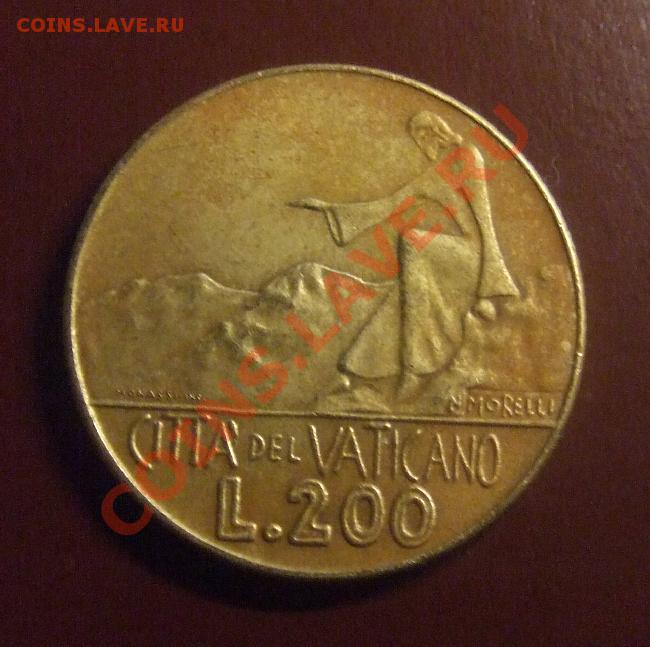 COINS.LAVE.RU
COINS.LAVE.RU
E. MORELLI
CITTA' DEL VATICANO
L.200